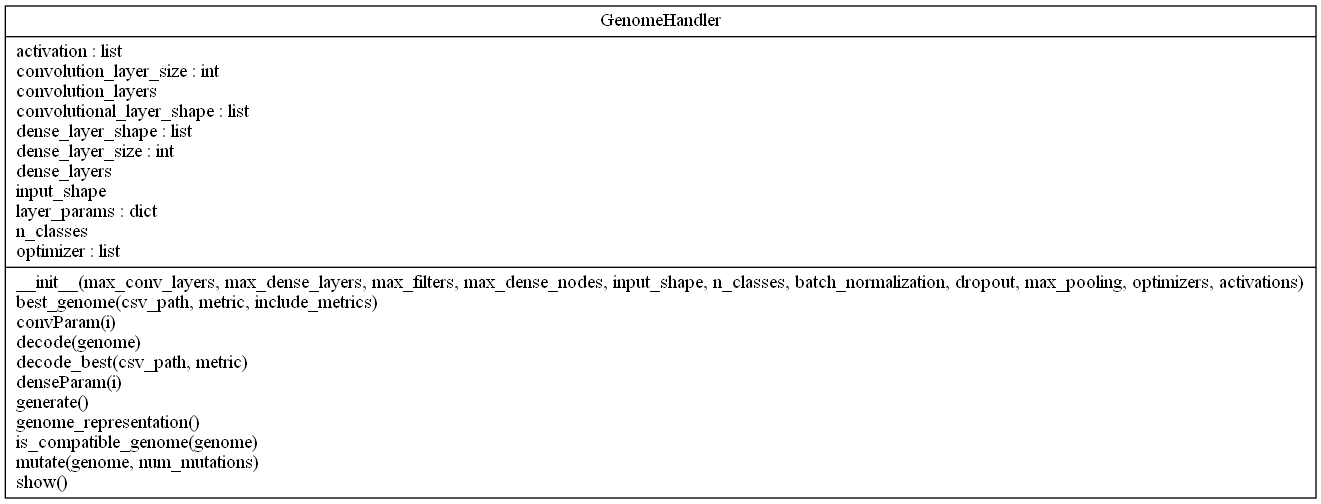 GenomeHandler
activation : list
convolution_layer_size : int
convolution_layers
convolutional_layer_shape : list
dense_layer_shape : list
dense_layer_size : int
dense_layers
input_shape
layer_params : dict
n_classes
optimizer : list
__init__(max_conv_layers, max_dense_layers, max_filters, max_dense_nodes, input_shape, n_classes, batch_normalization, dropout, max_pooling, optimizers, activations)
best_genome(csv_path, metric, include_metrics)
convParam(i)
decode(genome)
decode_best(csv_path, metric)
denseParam(i)
generate()
genome_representation()
is_compatible_genome(genome)
mutate(genome, num_mutations)
show()